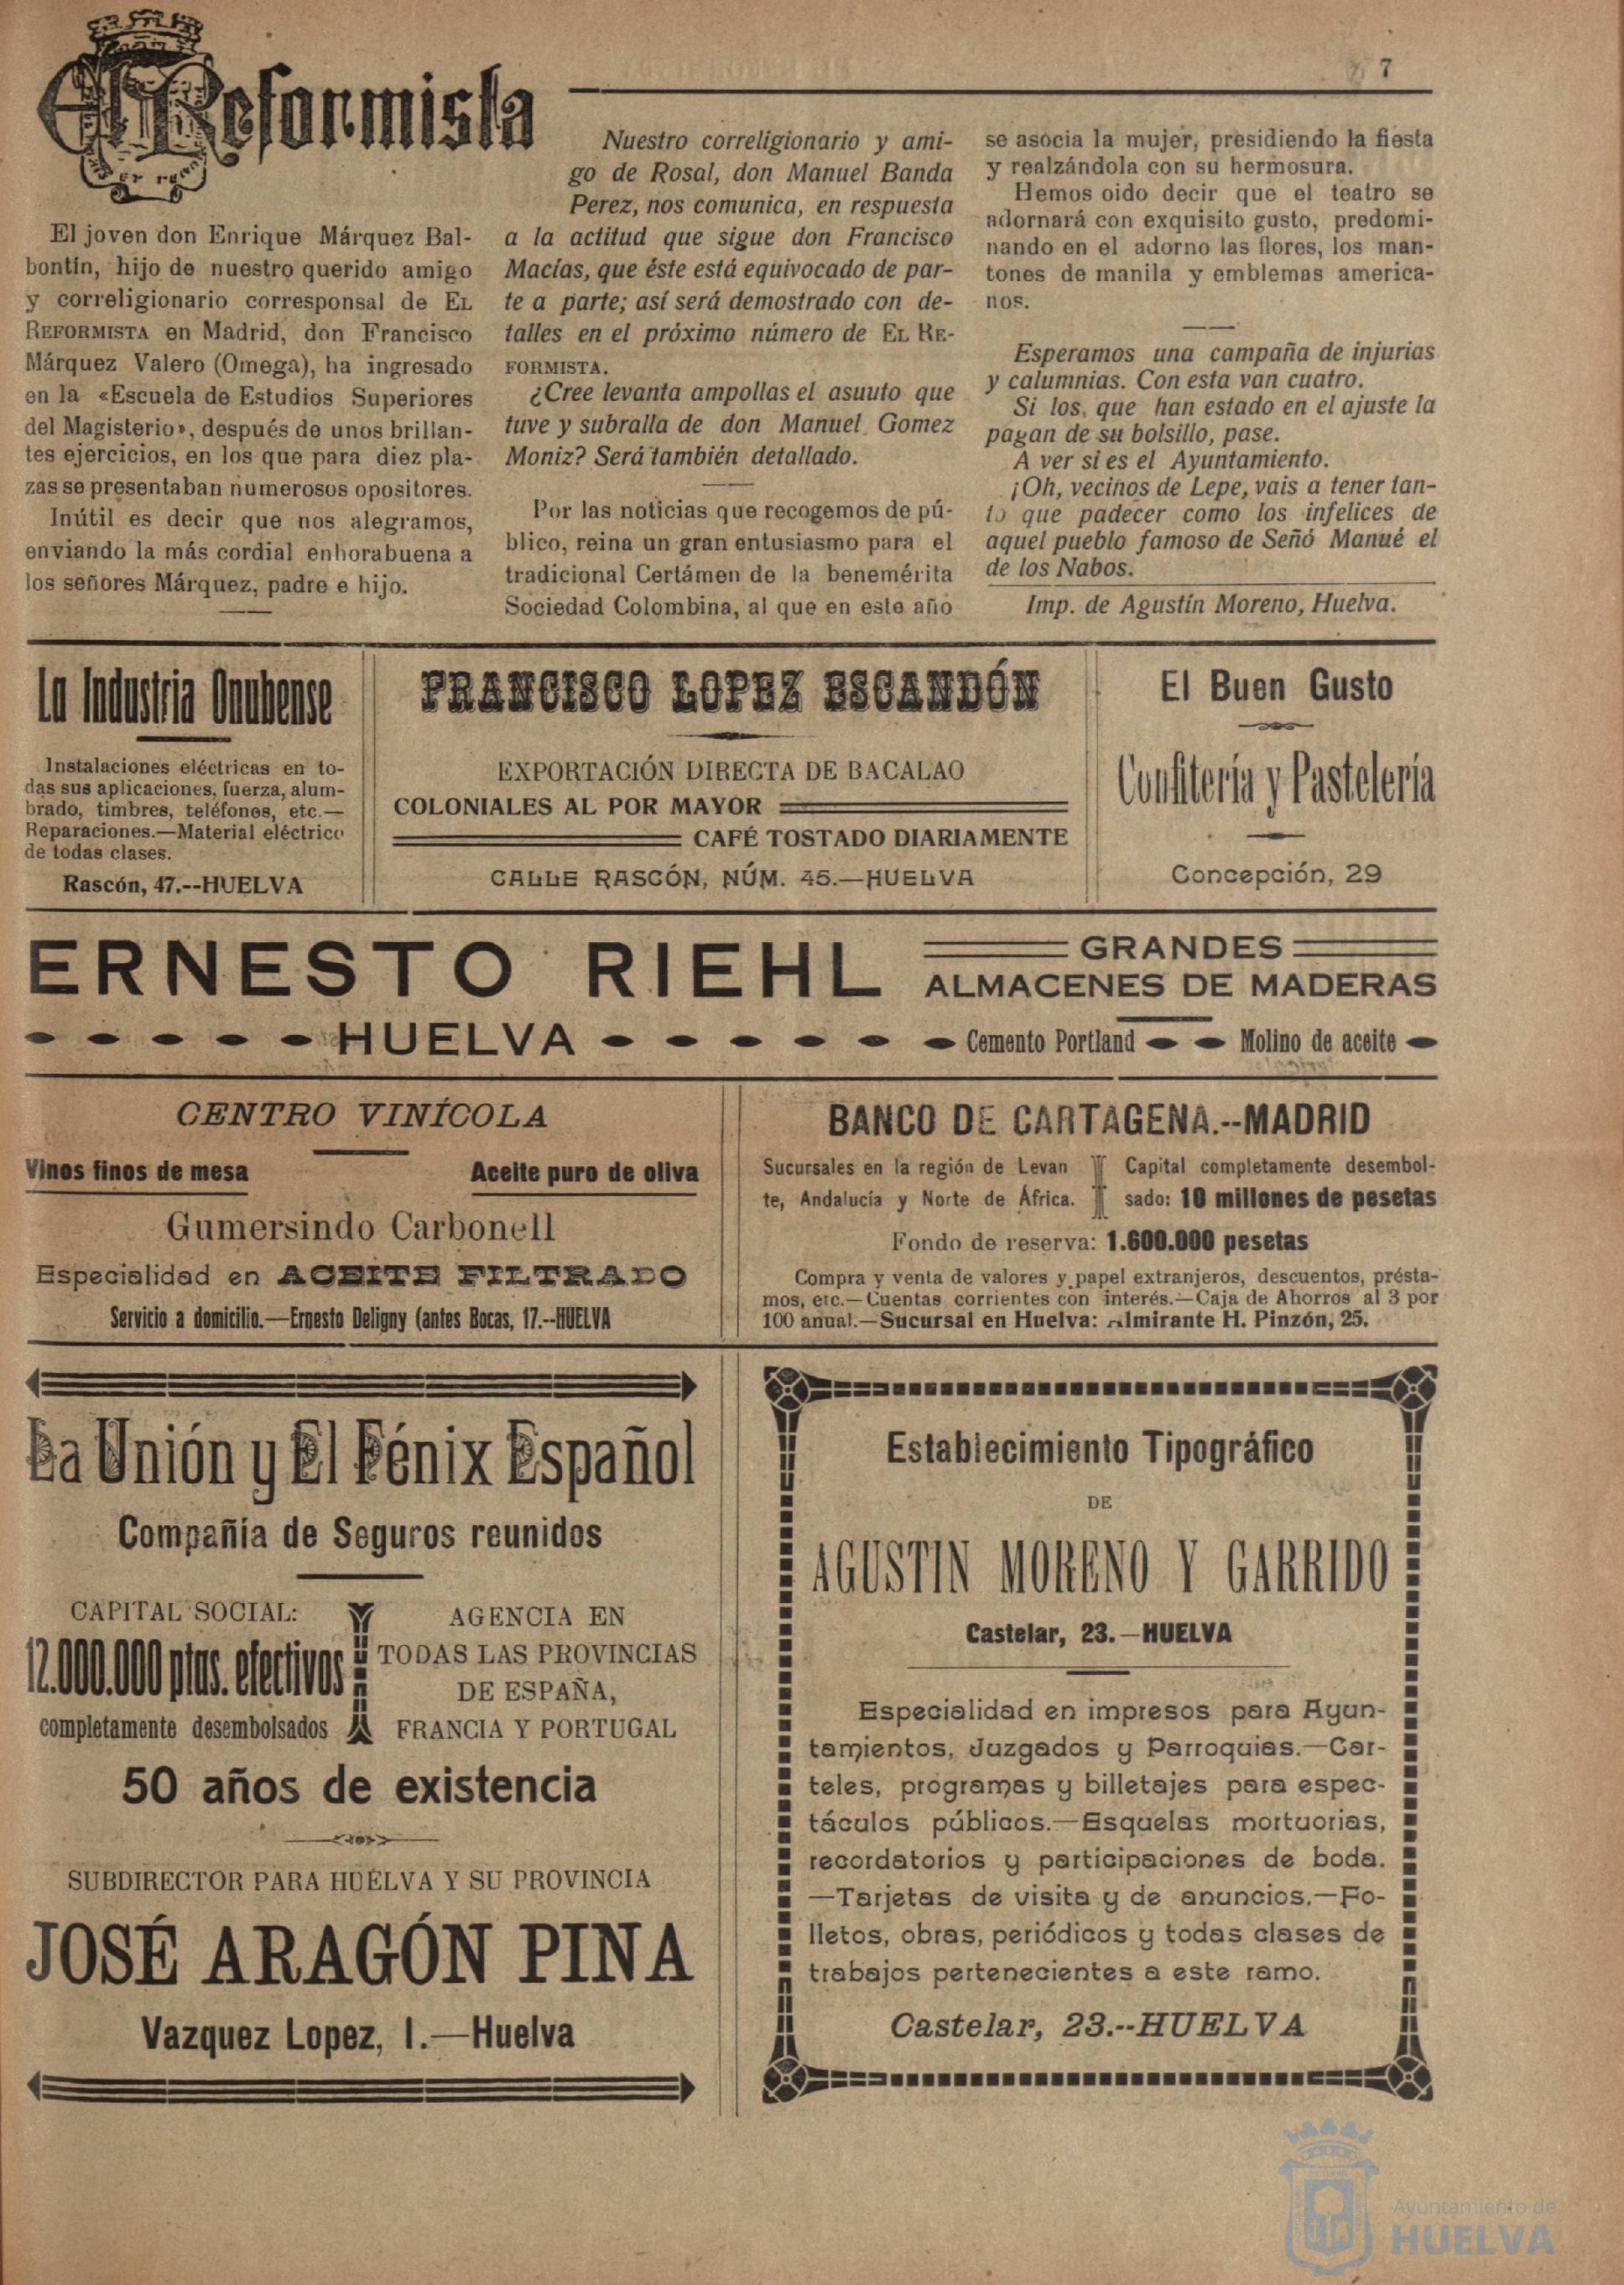 7
El Reformista
El joven don Enrique Márquez Bal-
bontín, hijo de nuestro querido amigo
y correligionario corresponsal de EL
REFORMISTA en Madrid, don Francisco
Márquez Valero (Omega), ha ingresado
en la «Escuela de Estudios Superiores
del Magisterio», después de unos brillan-
tes ejercicios, en los que para diez pla-
zas se presentaban numerosos opositores.
Inútil es decir que nos alegramos,
enviando la más cordial enhorabuena a
los señores Márquez, padre e hijo.
Nuestro correligionario y ami-
go de Rosal, don Manuel Banda
Perez, nos comunica, en respuesta
a la actitud que sigue don Francisco
Macías, que éste está equivocado de par-
te a parte; así será demostrado con de-
talles en el próximo número de EL RE-
FORMISTA.
¿Cree levanta ampollas el asuuto que
tuve y subralla de don Manuel Gomez
Moniz? Será también detallado.
Por las noticias que recogemos de pú-
blico, reina un gran entusiasmo para el
tradicional Certámen de la benemérita
Sociedad Colombina, al que en este año
se asocia la mujer, presidiendo la fiesta
y realzándola con su hermosura.
Hemos oido decir que el teatro se
adornará con exquisito gusto, predomi-
nando en el adorno las flores, los man-
tones de manila y emblemas america-
nos.
Esperamos una campaña de injurias
y calumnias. Con esta van cuatro.
Si los, que han estado en el ajuste la
pagan de su bolsillo, pase.
A ver si es el Ayuntamiento.
¡Oh, vecinos de Lepe, vais a tener tan-
to que padecer como los infelices de
aquel pueblo famoso de Señó Manué el
de los Nabos.
Imp. de Agustín Moreno, Huelva.
La Industria Onubense
Instalaciones eléctricas en to-
das sus aplicaciones, fuerza, alum-
brado, timbres, teléfonos, etc.—
Reparaciones.—Material eléctrico
de todas clases.
Rascón, 47.--HUELVA
FRANCISCO LOPEZ ESCANDÓN
EXPORTACIÓN DIRECTA DE BACALAO
COLONIALES AL POR MAYOR
CAFÉ TOSTADO DIARIAMENTE
CALLE RASCÓN, NÚM. 45.—HUELVA
El Buen Gusto
Confitería y Pastelería
Concepción, 29
ERNESTO RIEHL
HUELVA
GRANDES
ALMACENES DE MADERAS
Cemento Portland — Molino de aceite
CENTRO VINÍCOLA
Vinos finos de mesa Aceite puro de oliva
Gumersindo Carbonell
Especialidad en ACEITE FILTRADO
Servicio a domicilio.—Ernesto Deligny (antes Bocas, 17.--HUELVA
BANCO DE CARTAGENA.--MADRID
Sucursales en la región de Levan
te, Andalucía y Norte de África.
Capital completamente desembol-
sado: 10 millones de pesetas
Fondo de reserva: 1.600.000 pesetas
Compra y venta de valores y papel extranjeros, descuentos, présta-
mos, etc.—Cuentas corrientes con interés.—Caja de Ahorros al 3 por
100 anual.—Sucursal en Huelva: Almirante H. Pinzón, 25.
La Unión y El Fénix Español
Compañia de Seguros reunidos
CAPITAL SOCIAL:
12.000.000 ptas. efectivos
completamente desembolsados
AGENCIA EN
TODAS LAS PROVINCIAS
DE ESPAÑA,
FRANCIA Y PORTUGAL
50 años de existencia
SUBDIRECTOR PARA HUELVA Y SU PROVINCIA
JOSÉ ARAGÓN PINA
Vazquez Lopez, 1.—Huelva
Establecimiento Tipográfico
DE
AGUSTIN MORENO Y GARRIDO
Castelar, 23.—HUELVA
Especialidad en impresos para Ayun-
tamientos, Juzgados y Parroquias.—Car-
teles, programas y billetajes para espec-
táculos públicos.—Esquelas mortuorias,
recordatorios y participaciones de boda.
—Tarjetas de visita y de anuncios.—Fo-
lletos, obras, periódicos y todas clases de
trabajos pertenecientes a este ramo.
Castelar, 23.--HUELVA
Ayuntamiento de
HUELVA